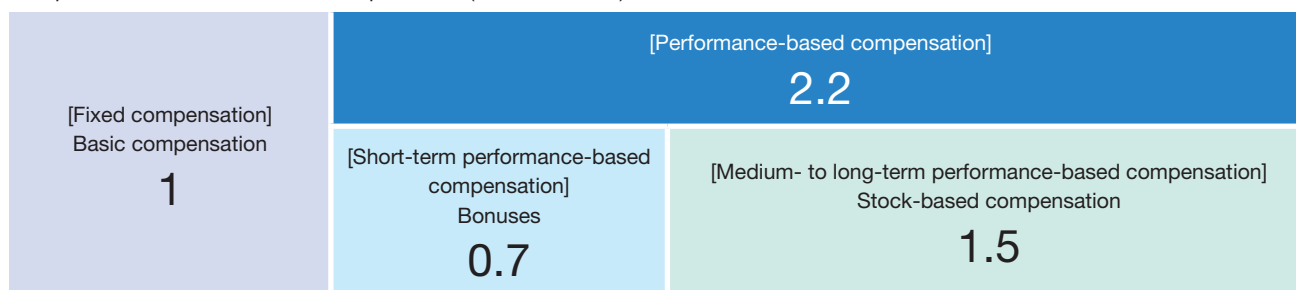 [Fixed compensation]
Basic compensation
1
[Performance-based compensation]
2.2
[Short-term performance-based
compensation]
Bonuses
0.7
[Medium- to long-term performance-based compensation]
Stock-based compensation
1.5